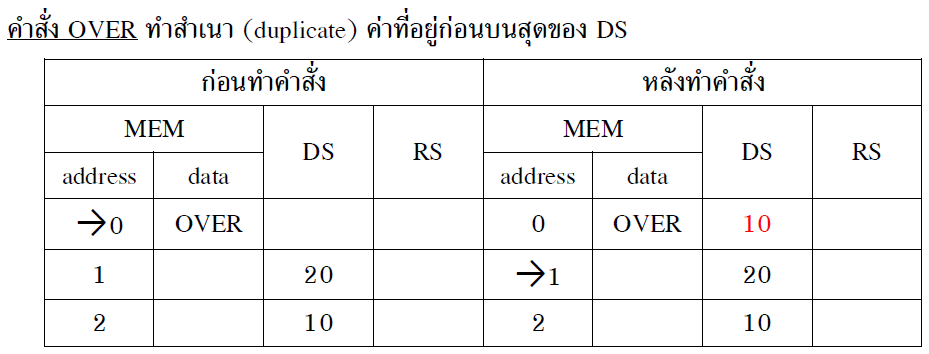 คำสั่ง OVER ทำสำเนา (duplicate) ค่าที่อยู่ก่อนบนสุดของ DS
ก่อนทำคำสั่ง หลังทำคำสั่ง
MEM DS RS MEM DS RS
address data address data
→0 OVER 0 OVER 10
1 20 →1 20
2 10 2 10